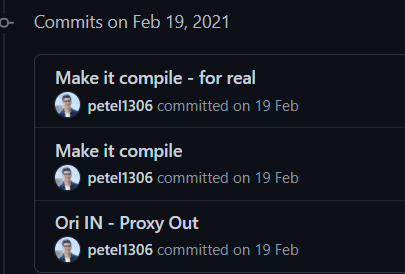 Commits on Feb 19, 2021
Make it compile - for real
petel1306 committed on 19 Feb
Make it compile
petel1306 committed on 19 Feb
Ori IN - Proxy Out
petel1306 committed on 19 Feb